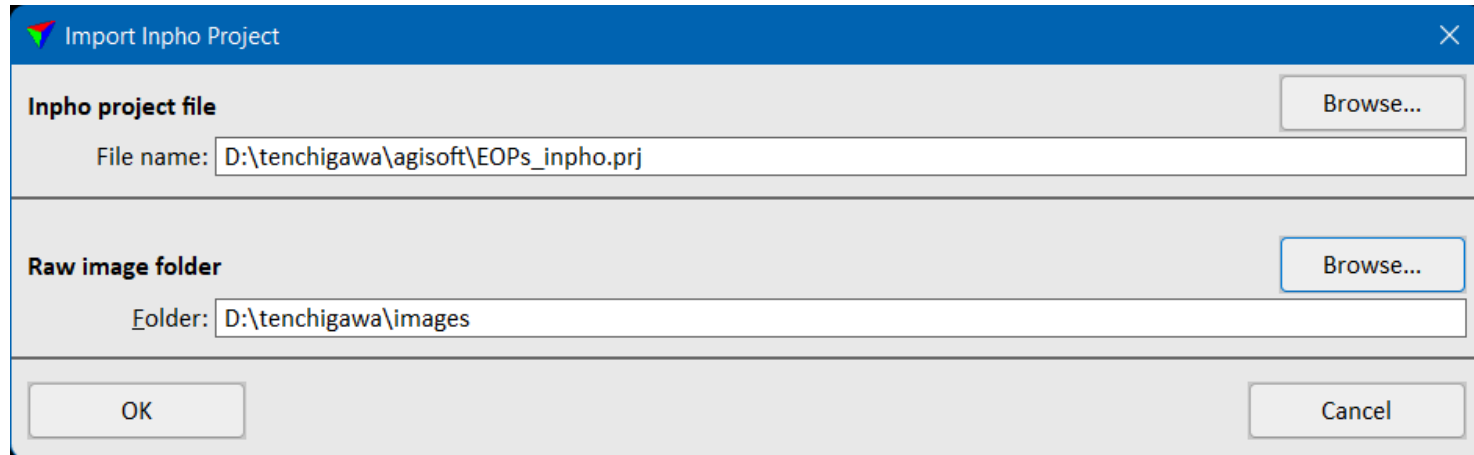 Import Inpho Project
Inpho project file
Browse...
File name: D:\tenchigawa\agisoft\EOPs_inpho.prj
Raw image folder
Browse...
Folder: D:\tenchigawa\images
OK
Cancel